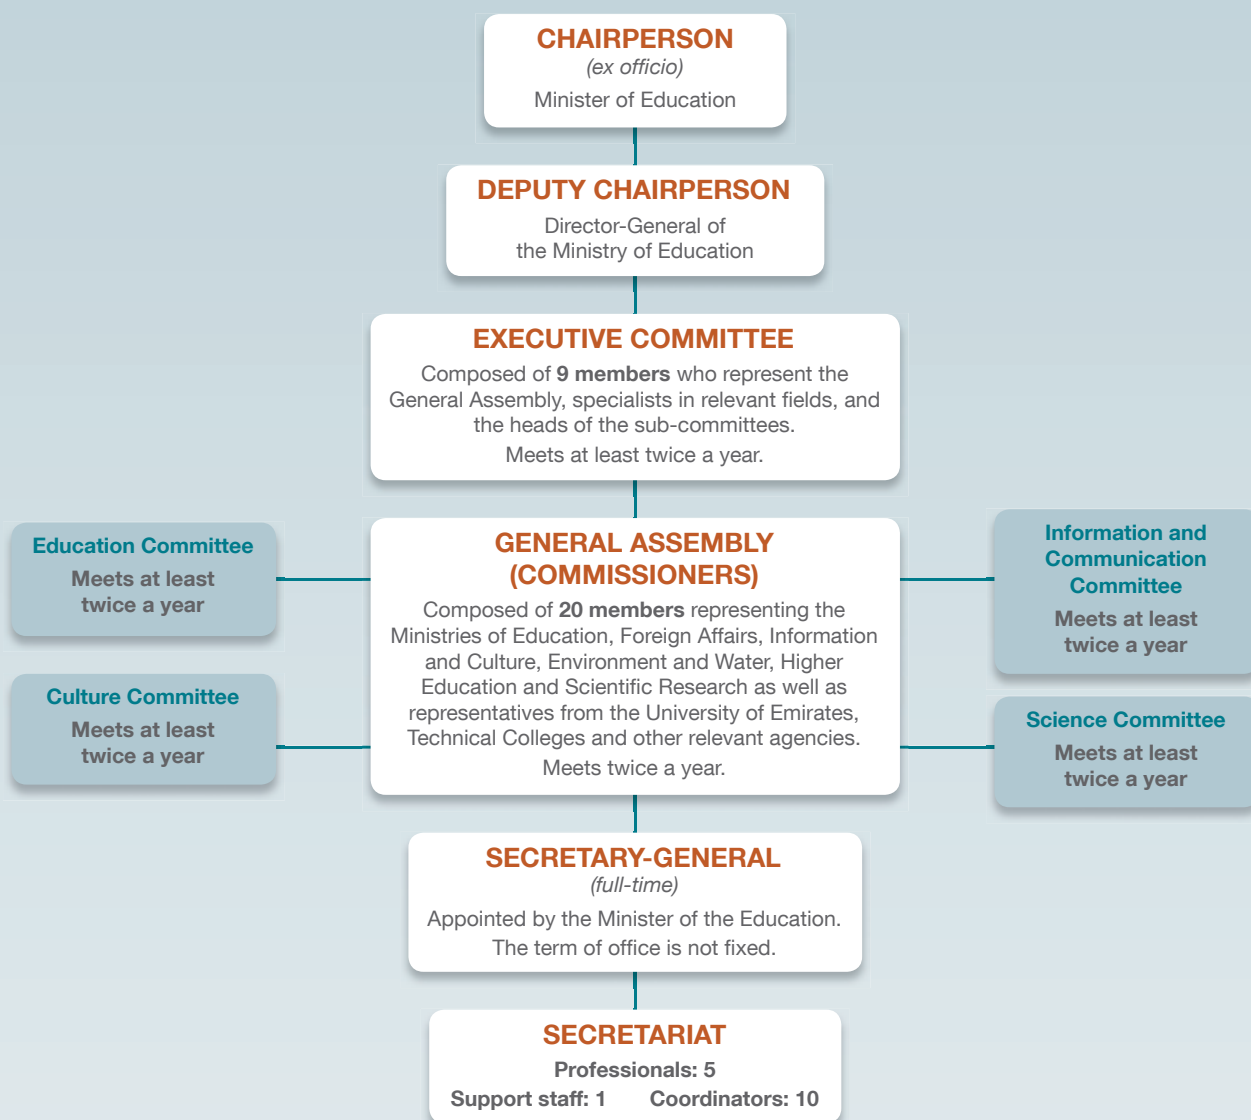 CHAIRPERSON
(ex officio)
Minister of Education
DEPUTY CHAIRPERSON
Director-General of
the Ministry of Education
EXECUTIVE COMMITTEE
Composed of 9 members who represent the
General Assembly, specialists in relevant fields, and
the heads of the sub-committees.
Meets at least twice a year.
Education Committee
Meets at least
twice a year
Culture Committee
Meets at least
twice a year
GENERAL ASSEMBLY
(COMMISSIONERS)
Composed of 20 members representing the
Ministries of Education, Foreign Affairs, Information
and Culture, Environment and Water, Higher
Education and Scientific Research as well as
representatives from the University of Emirates,
Technical Colleges and other relevant agencies.
Meets twice a year.
Information and
Communication
Committee
Meets at least
twice a year
Science Committee
Meets at least
twice a year
SECRETARY-GENERAL
(full-time)
Appointed by the Minister of the Education.
The term of office is not fixed.
SECRETARIAT
Professionals: 5
Support staff: 1 Coordinators: 10